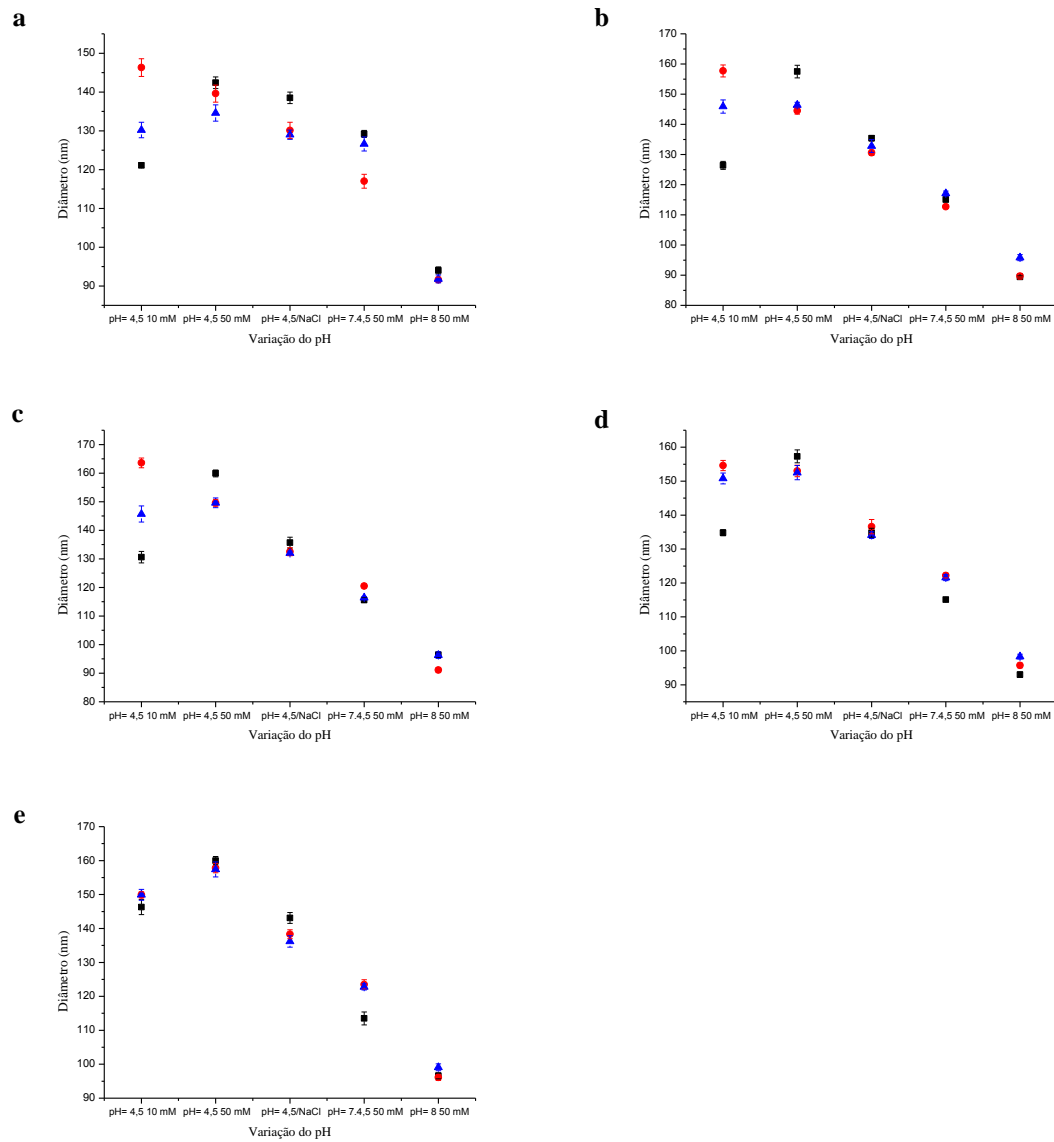 a
150
140
130
120
110
100
90
Diâmetro (nm)
pH= 4,5 10 mM pH= 4,5 50 mM pH= 4,5/NaCl pH= 7.4,5 50 mM pH= 8 50 mM
Variação do pH
b
170
160
150
140
130
120
110
100
90
80
Diâmetro (nm)
pH= 4,5 10 mM pH= 4,5 50 mM pH= 4,5/NaCl pH= 7.4,5 50 mM pH= 8 50 mM
Variação do pH
c
170
160
150
140
130
120
110
100
90
80
Diâmetro (nm)
pH= 4,5 10 mM pH= 4,5 50 mM pH= 4,5/NaCl pH= 7.4,5 50 mM pH= 8 50 mM
Variação do pH
d
160
150
140
130
120
110
100
90
Diâmetro (nm)
pH= 4,5 10 mM pH= 4,5 50 mM pH= 4,5/NaCl pH= 7.4,5 50 mM pH= 8 50 mM
Variação do pH
e
170
160
150
140
130
120
110
100
90
Diâmetro (nm)
pH= 4,5 10 mM pH= 4,5 50 mM pH= 4,5/NaCl pH= 7.4,5 50 mM pH= 8 50 mM
Variação do pH